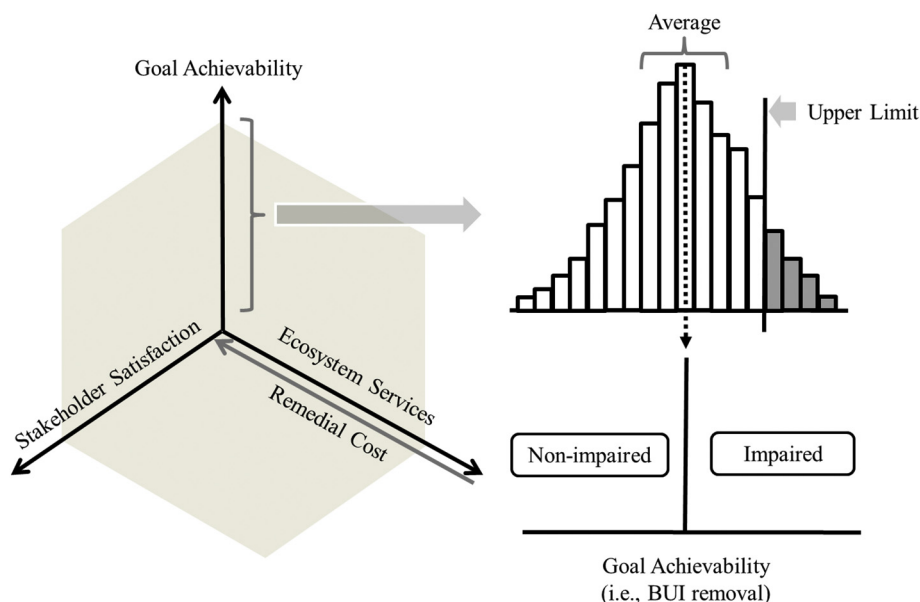 Goal Achievability
Stakeholder Satisfaction
Ecosystem Services
Remedial Cost
Average
Upper Limit
Non-impaired
Impaired
Goal Achievability
(i.e., BUI removal)